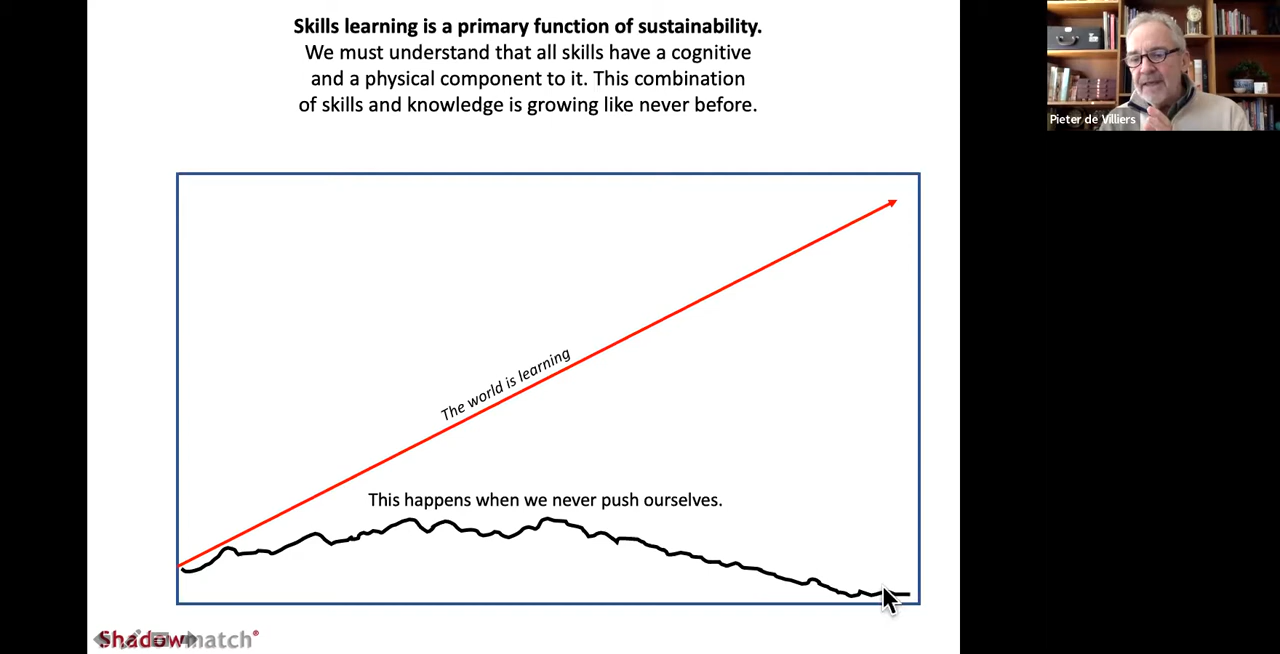 Skills learning is a primary function of sustainability.
We must understand that all skills have a cognitive
and a physical component to it. This combination
of skills and knowledge is growing like never before.
Pieter de Villiers
The world is learning
This happens when we never push ourselves.
Shadowmatch®